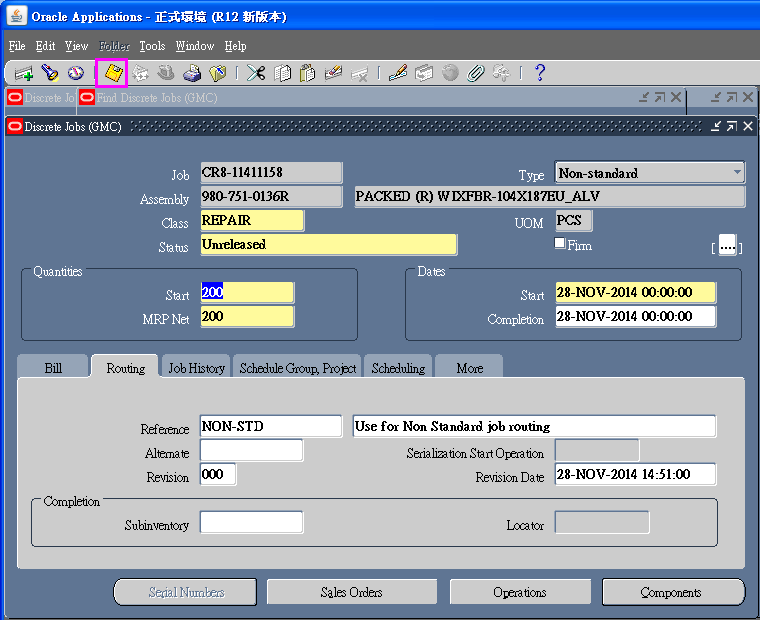 Oracle Applications - 正式環境 (R12 新版本)
File Edit View Folder Tools Window Help
Discrete Jo Find Discrete Jobs (GMC)
Discrete Jobs (GMC)
Job CR8-11411158 Type Non-standard
Assembly 980-751-0136R PACKED (R) WIXFBR-104X187EU_ALV
Class REPAIR UOM PCS
Status Unreleased Firm [ .... ]
Quantities Dates
Start 200 Start 28-NOV-2014 00:00:00
MRP Net 200 Completion 28-NOV-2014 00:00:00
Bill Routing Job History Schedule Group, Project Scheduling More
Reference NON-STD Use for Non Standard job routing
Alternate Serialization Start Operation
Revision 000 Revision Date 28-NOV-2014 14:51:00
Completion
Subinventory Locator
Serial Numbers Sales Orders Operations Components